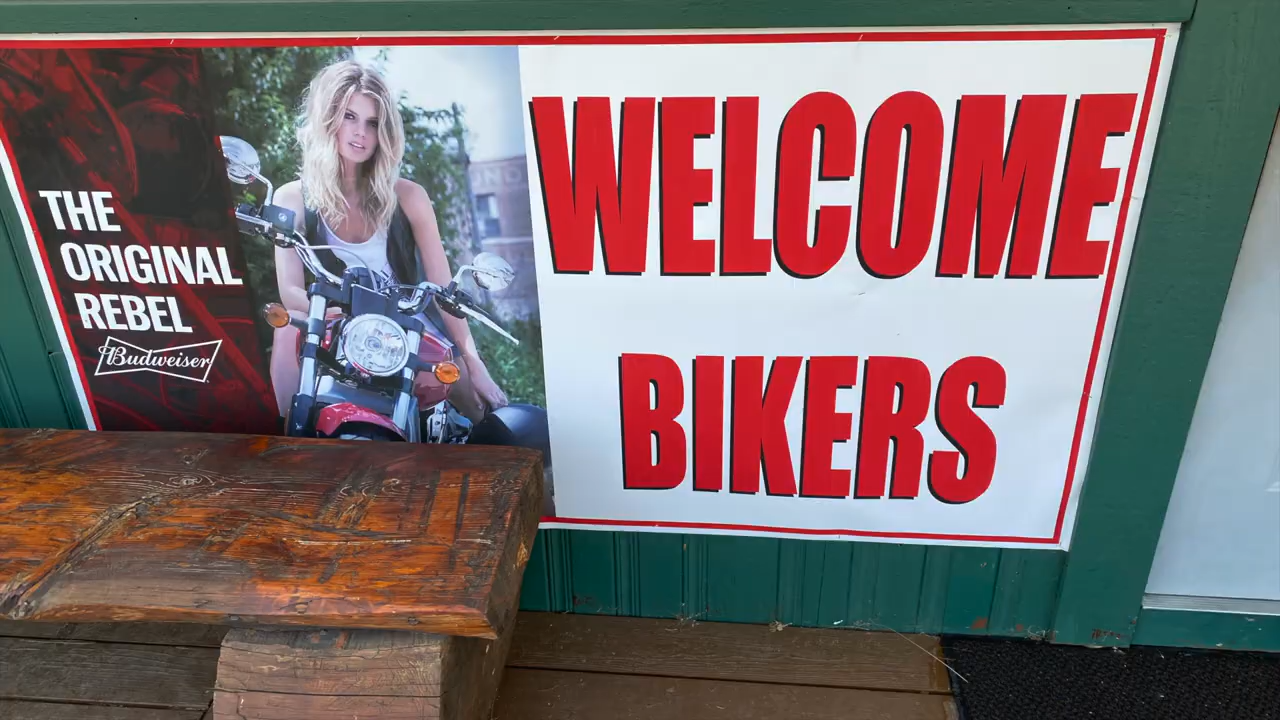 THE
ORIGINAL
REBEL
Budweiser
WELCOME
BIKERS